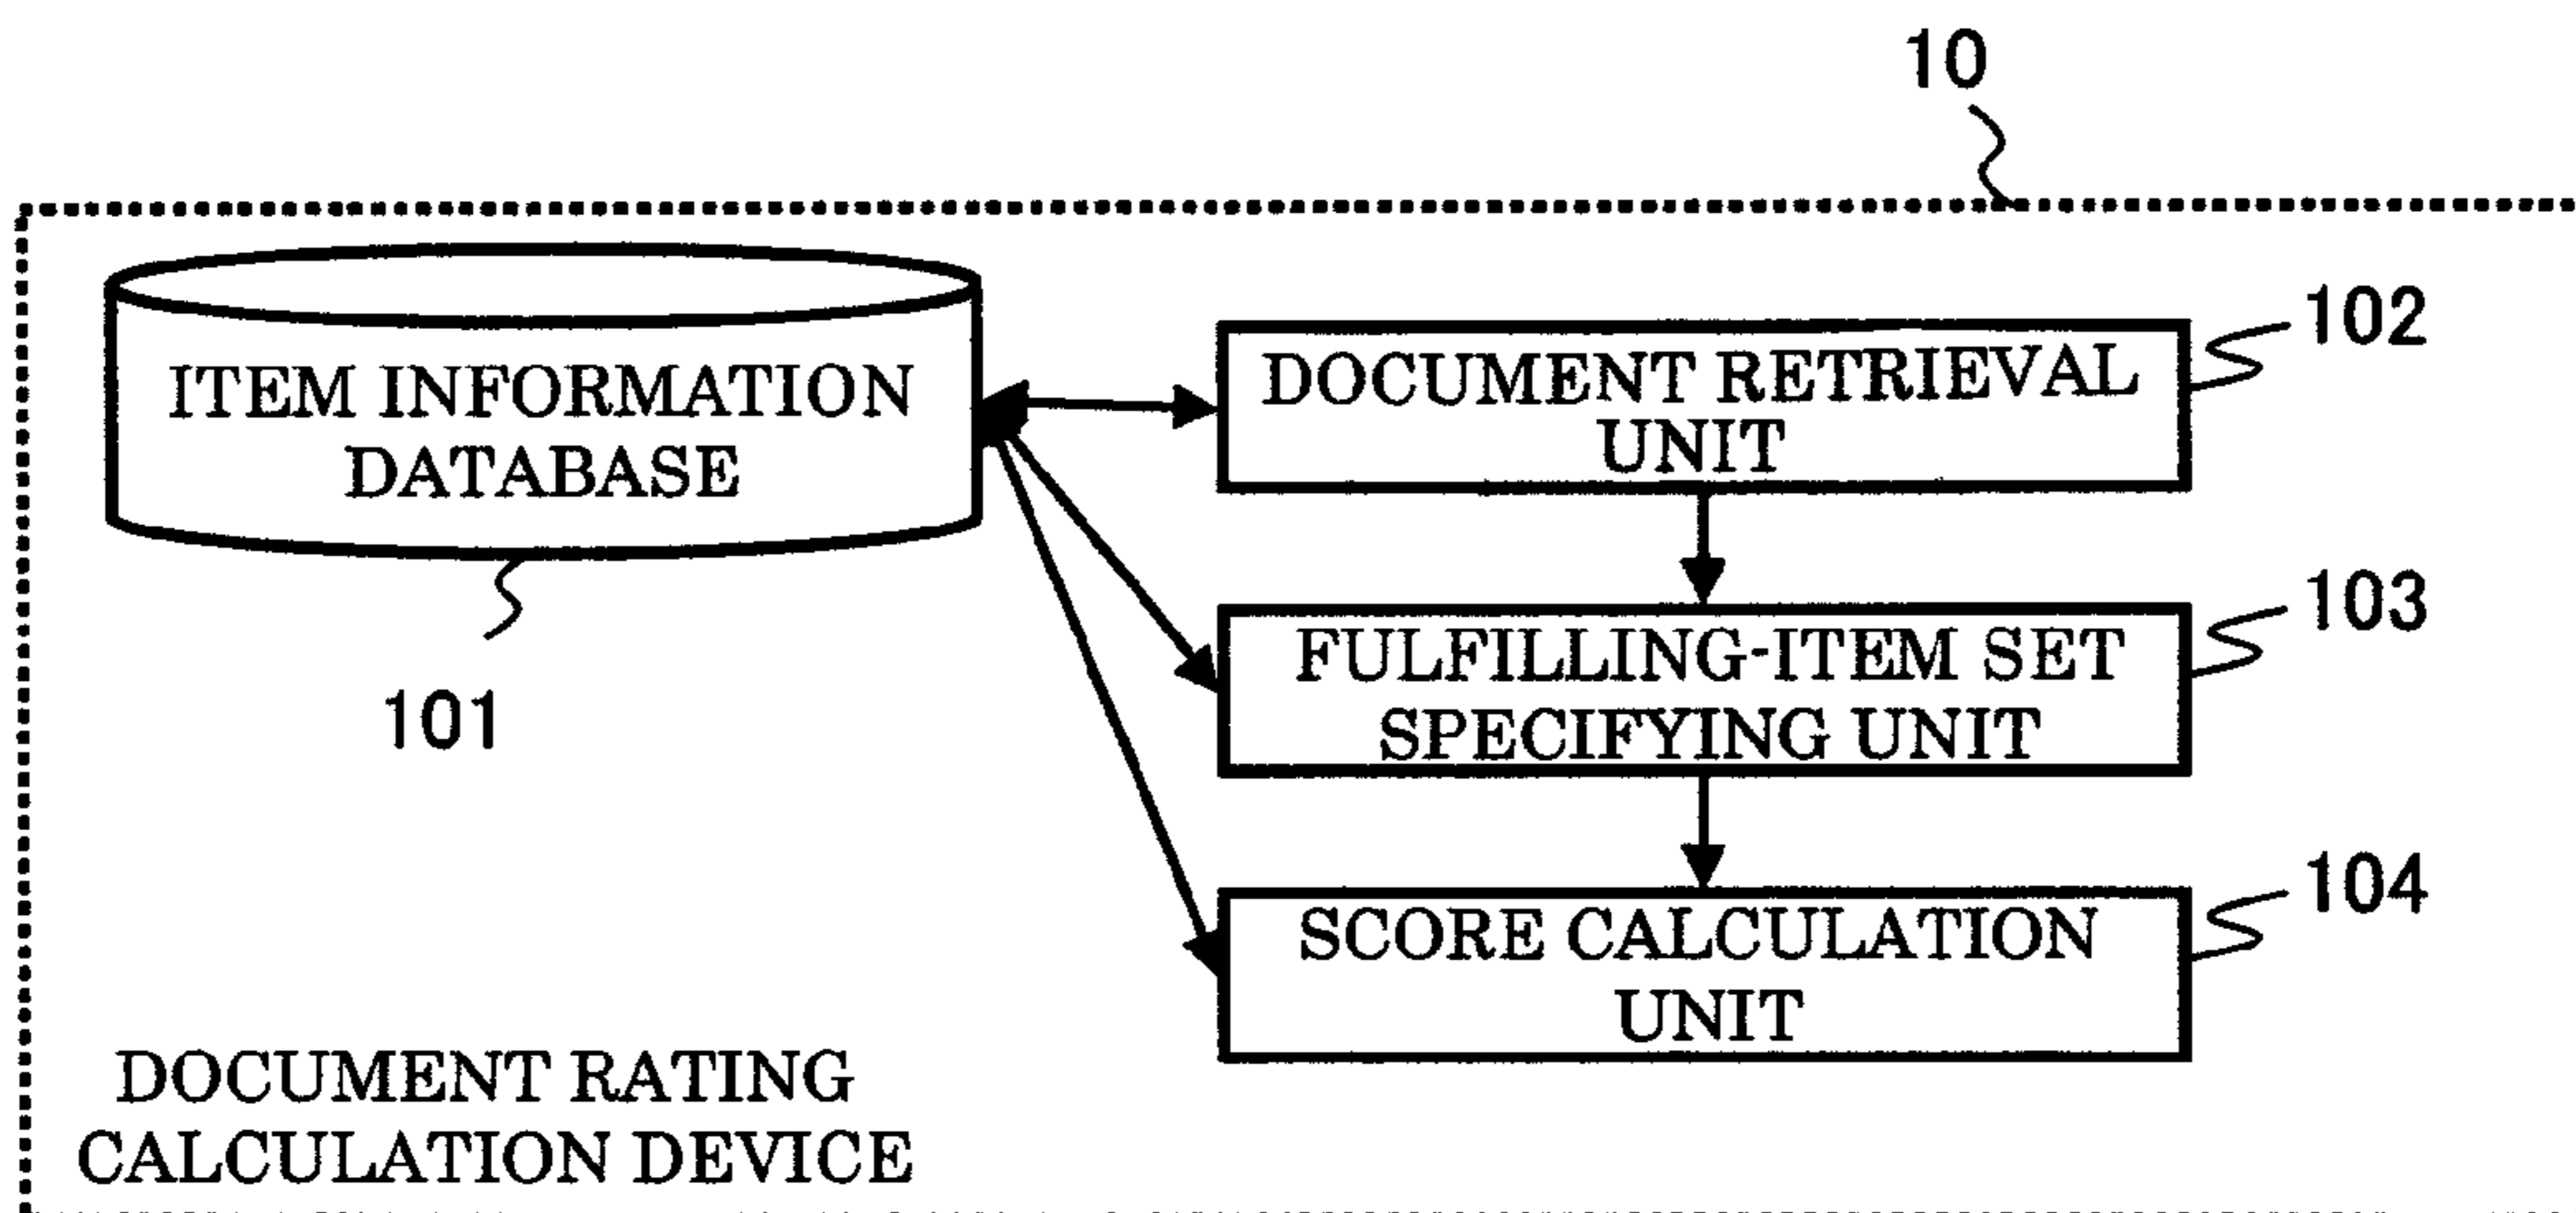 10
ITEM INFORMATION
DATABASE
101
DOCUMENT RETRIEVAL
UNIT
102
FULFILLING-ITEM SET
SPECIFYING UNIT
103
SCORE CALCULATION
UNIT
104
DOCUMENT RATING
CALCULATION DEVICE